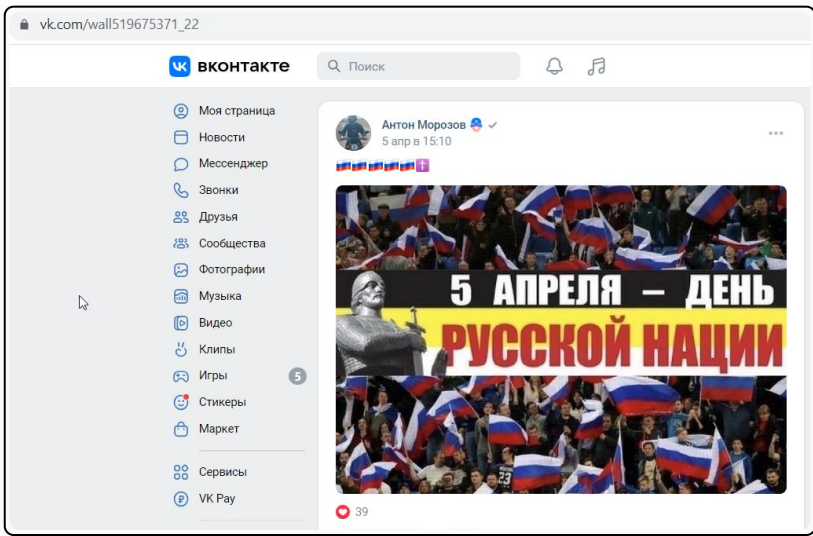 vk.com/wall519675371_22
вконтакте
Поиск
Моя страница
Новости
Мессенджер
Звонки
Друзья
Сообщества
Фотографии
Музыка
Видео
Клипы
Игры 5
Стикеры
Маркет
Сервисы
VK Pay
Антон Морозов
5 апр в 15:10
5 АПРЕЛЯ – ДЕНЬ
РУССКОЙ НАЦИИ
23
39